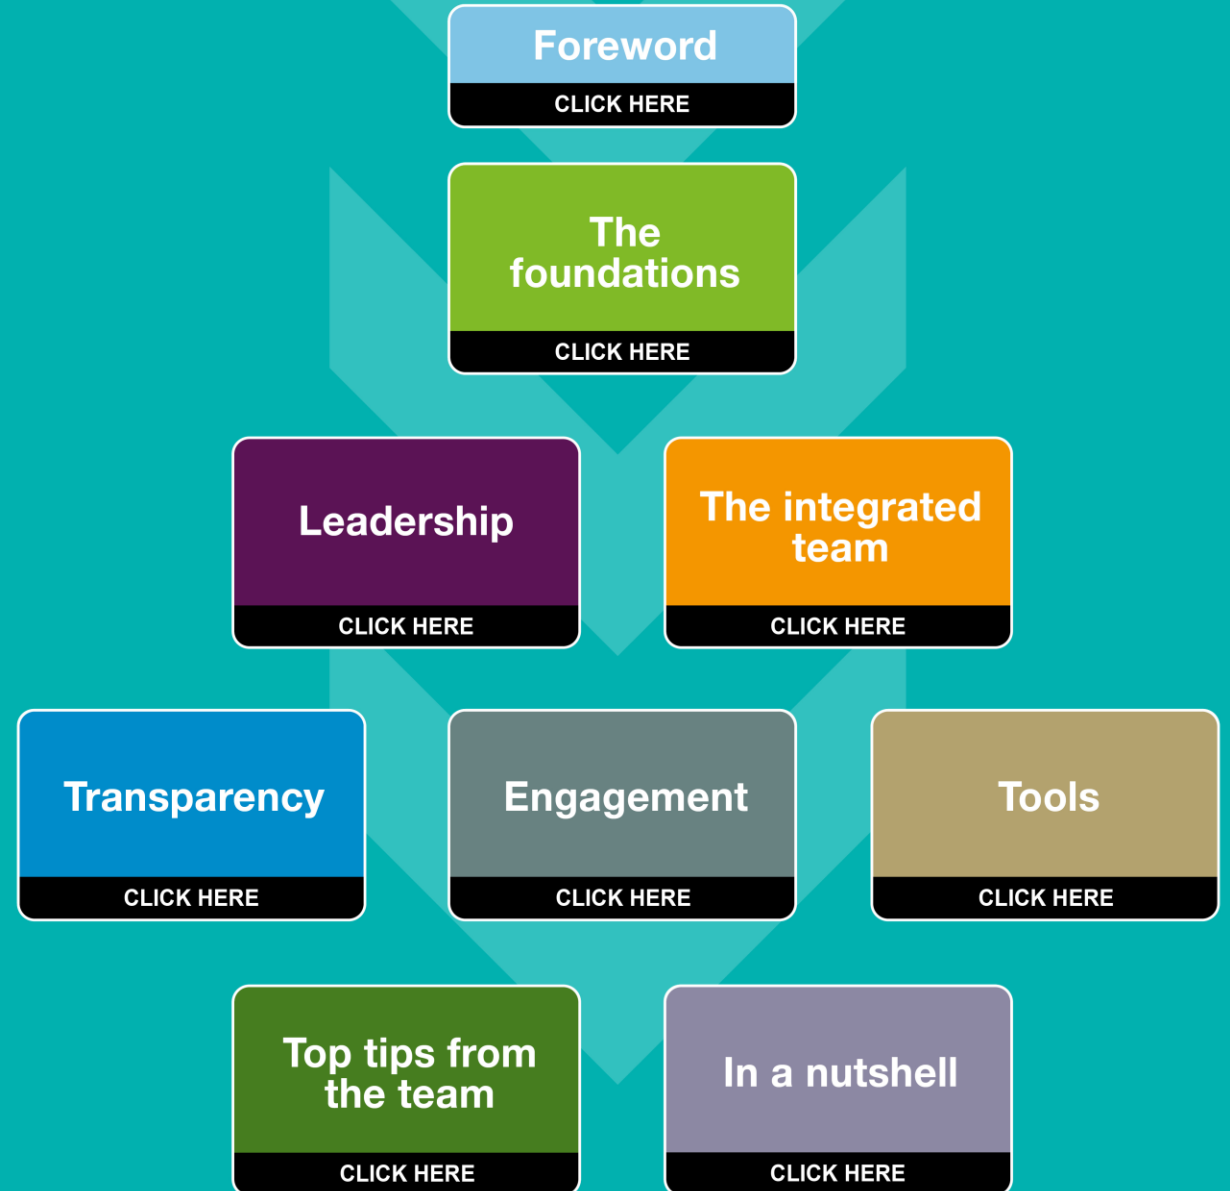 Foreword
CLICK HERE
The
foundations
CLICK HERE
Leadership
CLICK HERE
The integrated
team
CLICK HERE
Transparency
CLICK HERE
Engagement
CLICK HERE
Tools
CLICK HERE
Top tips from
the team
CLICK HERE
In a nutshell
CLICK HERE